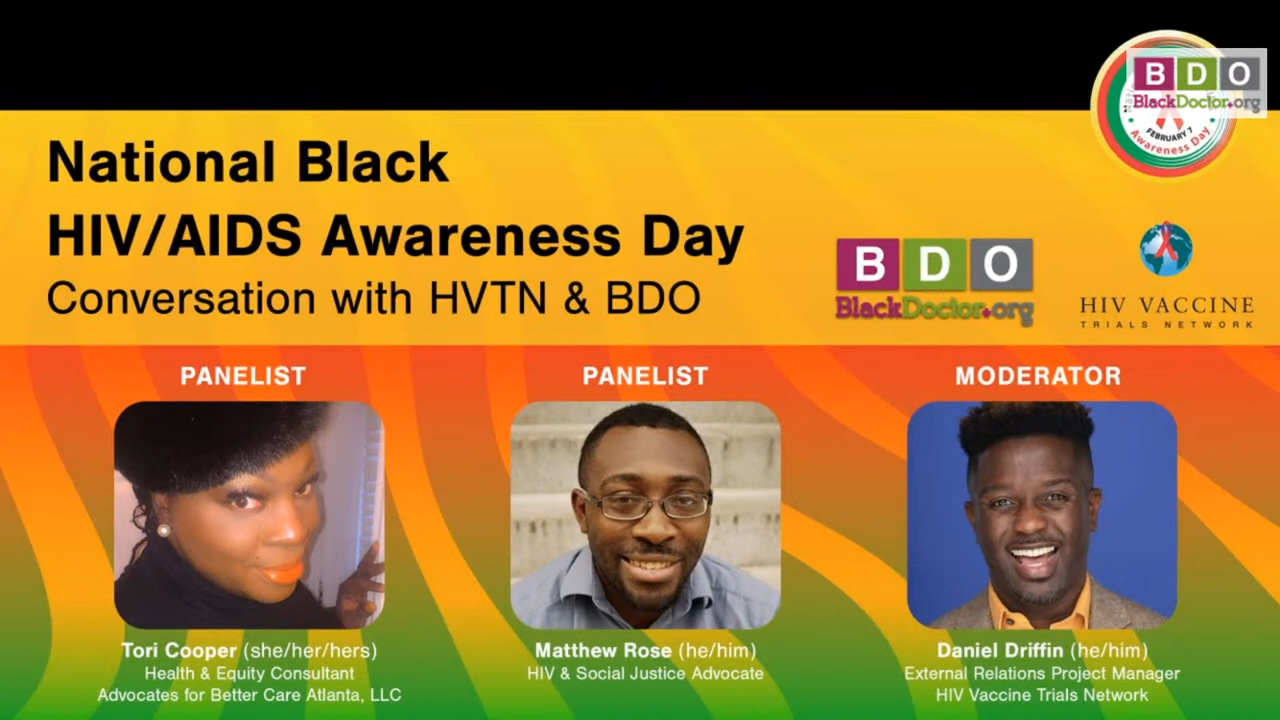 B D O
BlackDoctor.org
FEBRUARY 7
Awareness Day
National Black
HIV/AIDS Awareness Day
Conversation with HVTN & BDO
B D O
BlackDoctor.org
HIV VACCINE
TRIALS NETWORK
PANELIST
PANELIST
MODERATOR
Tori Cooper (she/her/hers)
Health & Equity Consultant
Advocates for Better Care Atlanta, LLC
Matthew Rose (he/him)
HIV & Social Justice Advocate
Daniel Driffin (he/him)
External Relations Project Manager
HIV Vaccine Trials Network